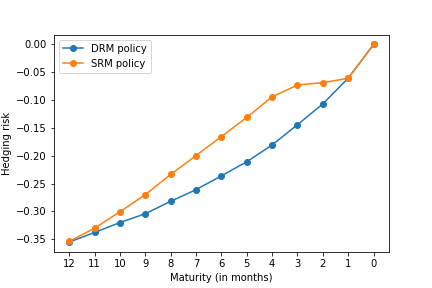 DRM policy
SRM policy
Hedging risk
0.00
−0.05
−0.10
−0.15
−0.20
−0.25
−0.30
−0.35
12 11 10 9 8 7 6 5 4 3 2 1 0
Maturity (in months)